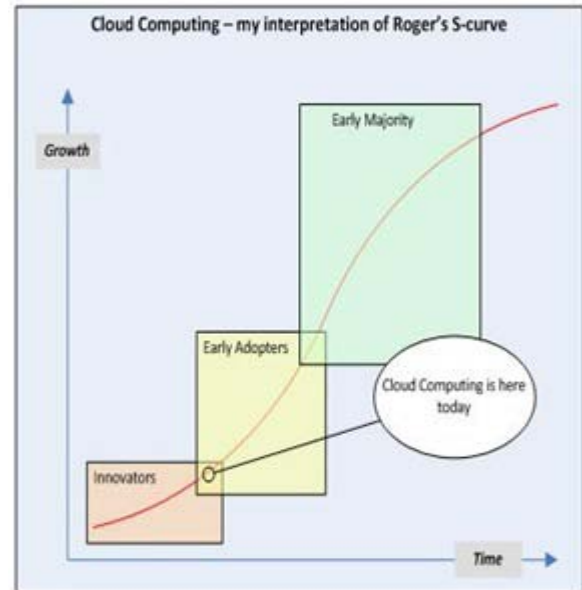 Cloud Computing – my interpretation of Roger's S-curve
Early Majority
Growth
Early Adopters
Cloud Computing is here
today
Innovators
Time